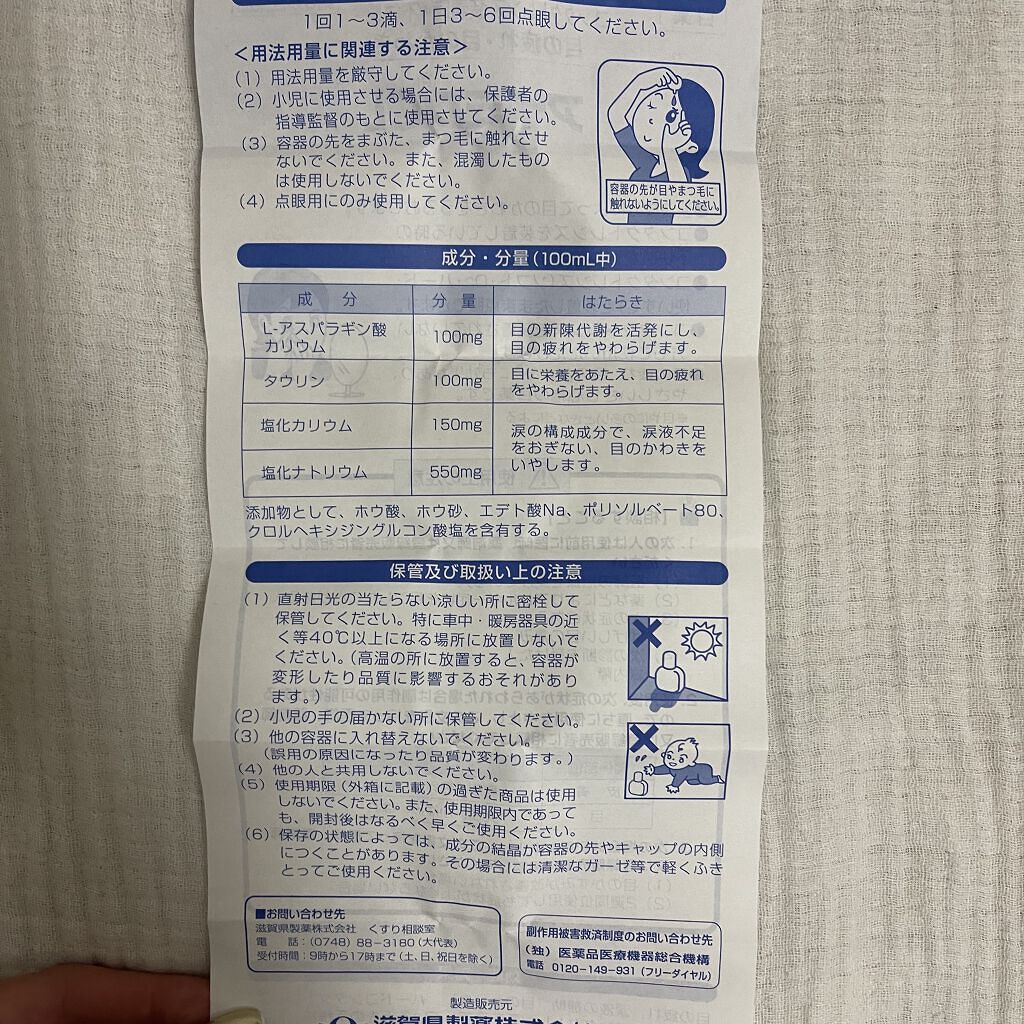 1回1〜3滴、1日3〜6回点眼してください。
<用法用量に関連する注意>
(1) 用法用量を厳守してください。
(2) 小児に使用させる場合には、保護者の
指導監督のもとに使用させてください。
(3) 容器の先をまぶた、まつ毛に触れさせ
ないでください。また、混濁したもの
は使用しないでください。
(4) 点眼用にのみ使用してください。
容器の先が目やまつ毛に
触れないようにしてください。
成分・分量(100mL中)
成 分 分 量 はたらき
L-アスパラギン酸
カリウム
100mg
目の新陳代謝を活発にし、
目の疲れをやわらげます。
タウリン
100mg
目に栄養をあたえ、目の疲れ
をやわらげます。
塩化カリウム
150mg
塩化ナトリウム
550mg
涙の構成成分で、涙液不足
をおぎない、目のかわきを
いやします。
添加物として、ホウ酸、ホウ砂、エデト酸Na、ポリソルベート80、
クロルヘキシジングルコン酸塩を含有する。
保管及び取扱い上の注意
(1) 直射日光の当たらない涼しい所に密栓して
保管してください。特に車中・暖房器具の近
く等40℃以上になる場所に放置しないで
ください。(高温の所に放置すると、容器が
変形したり品質に影響するおそれがあり
ます。)
(2) 小児の手の届かない所に保管してください。
(3) 他の容器に入れ替えないでください。
(誤用の原因になったり品質が変わります。)
(4) 他の人と共用しないでください。
(5) 使用期限(外箱に記載)の過ぎた商品は使用
しないでください。また、使用期限内であって
も、開封後はなるべく早くご使用ください。
(6) 保存の状態によっては、成分の結晶が容器の先やキャップの内側
につくことがあります。その場合には清潔なガーゼ等で軽くふき
とってご使用ください。
■お問い合わせ先
滋賀県製薬株式会社 くすり相談室
電 話:(0748) 88-3180(大代表)
受付時間:9時から17時まで(土、日、祝日を除く)
副作用被害救済制度のお問い合わせ先
(独) 医薬品医療機器総合機構
電話 0120-149-931(フリーダイヤル)
製造販売元
滋賀県製薬株式会社